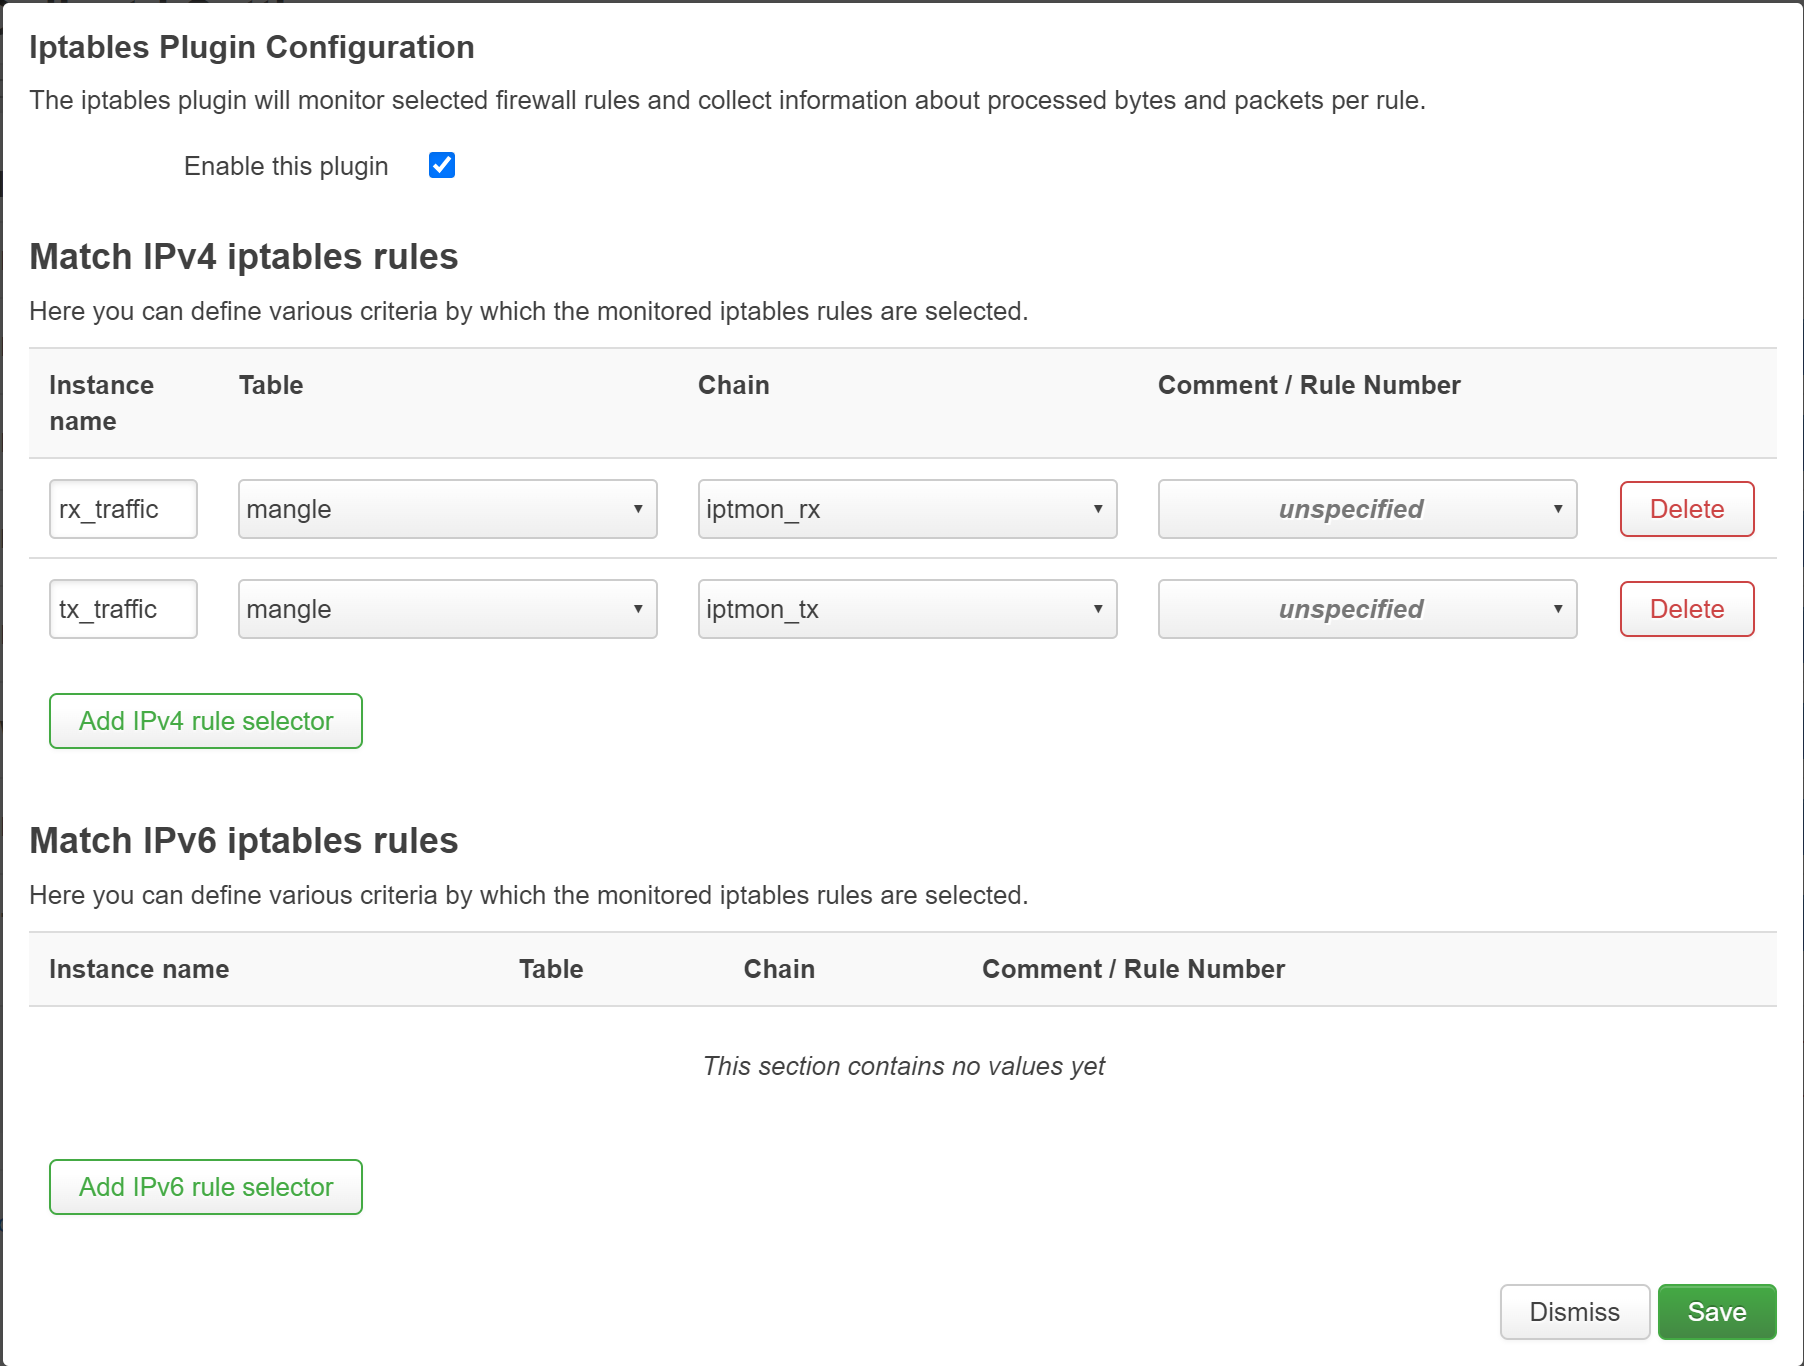 Iptables Plugin Configuration
The iptables plugin will monitor selected firewall rules and collect information about processed bytes and packets per rule.
Enable this plugin
Match IPv4 iptables rules
Here you can define various criteria by which the monitored iptables rules are selected.
Instance name Table Chain Comment / Rule Number
rx_traffic mangle iptmon_rx unspecified Delete
tx_traffic mangle iptmon_tx unspecified Delete
Add IPv4 rule selector
Match IPv6 iptables rules
Here you can define various criteria by which the monitored iptables rules are selected.
Instance name Table Chain Comment / Rule Number
This section contains no values yet
Add IPv6 rule selector
Dismiss Save